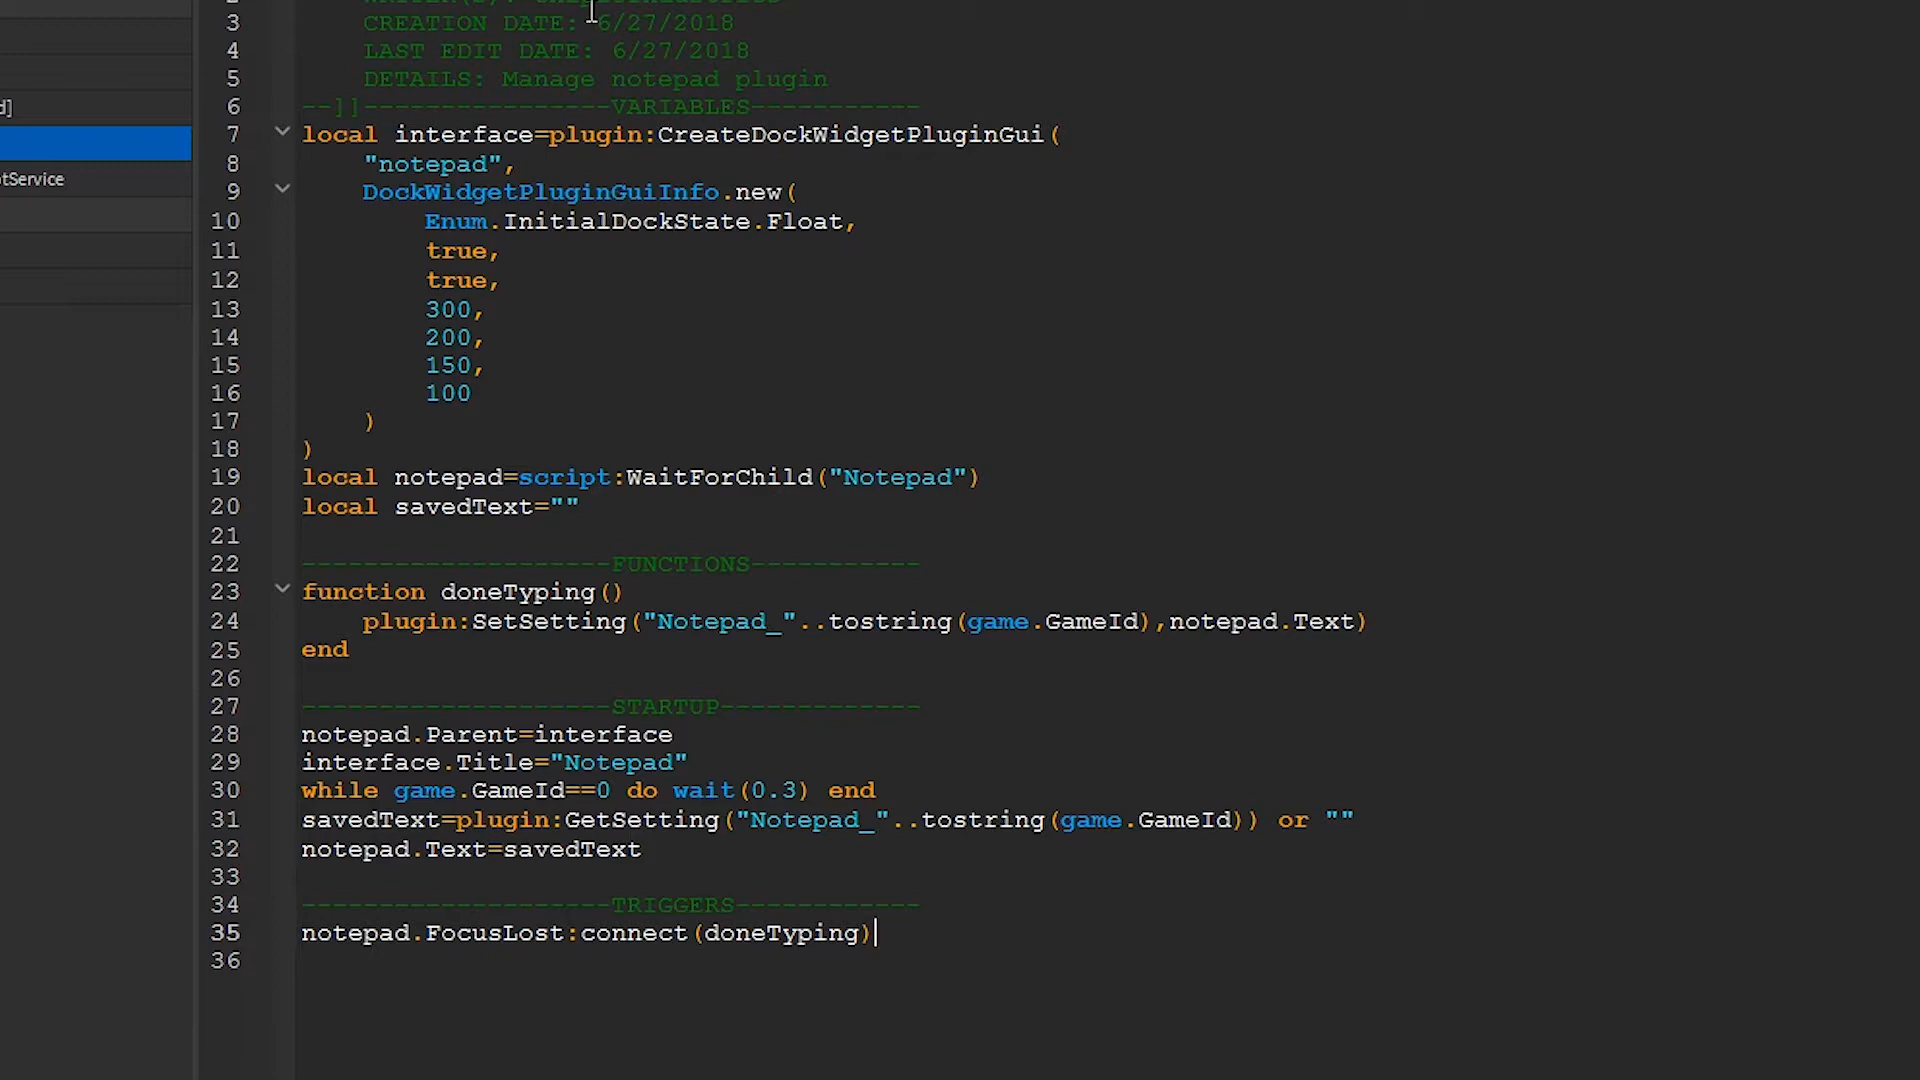 3 CREATION DATE: 6/27/2018
4 LAST EDIT DATE: 6/27/2018
5 DETAILS: Manage notepad plugin
d] 6 --]]----------------VARIABLES-----------
7 local interface=plugin:CreateDockWidgetPluginGui(
8 "notepad",
tService 9 DockWidgetPluginGuiInfo.new(
10 Enum.InitialDockState.Float,
11 true,
12 true,
13 300,
14 200,
15 150,
16 100
17 )
18 )
19 local notepad=script:WaitForChild("Notepad")
20 local savedText=""
21
22 --------------------FUNCTIONS-----------
23 function doneTyping()
24 plugin:SetSetting("Notepad_"..tostring(game.GameId),notepad.Text)
25 end
26
27 --------------------STARTUP-------------
28 notepad.Parent=interface
29 interface.Title="Notepad"
30 while game.GameId==0 do wait(0.3) end
31 savedText=plugin:GetSetting("Notepad_"..tostring(game.GameId)) or ""
32 notepad.Text=savedText
33
34 --------------------TRIGGERS------------
35 notepad.FocusLost:connect(doneTyping)
36